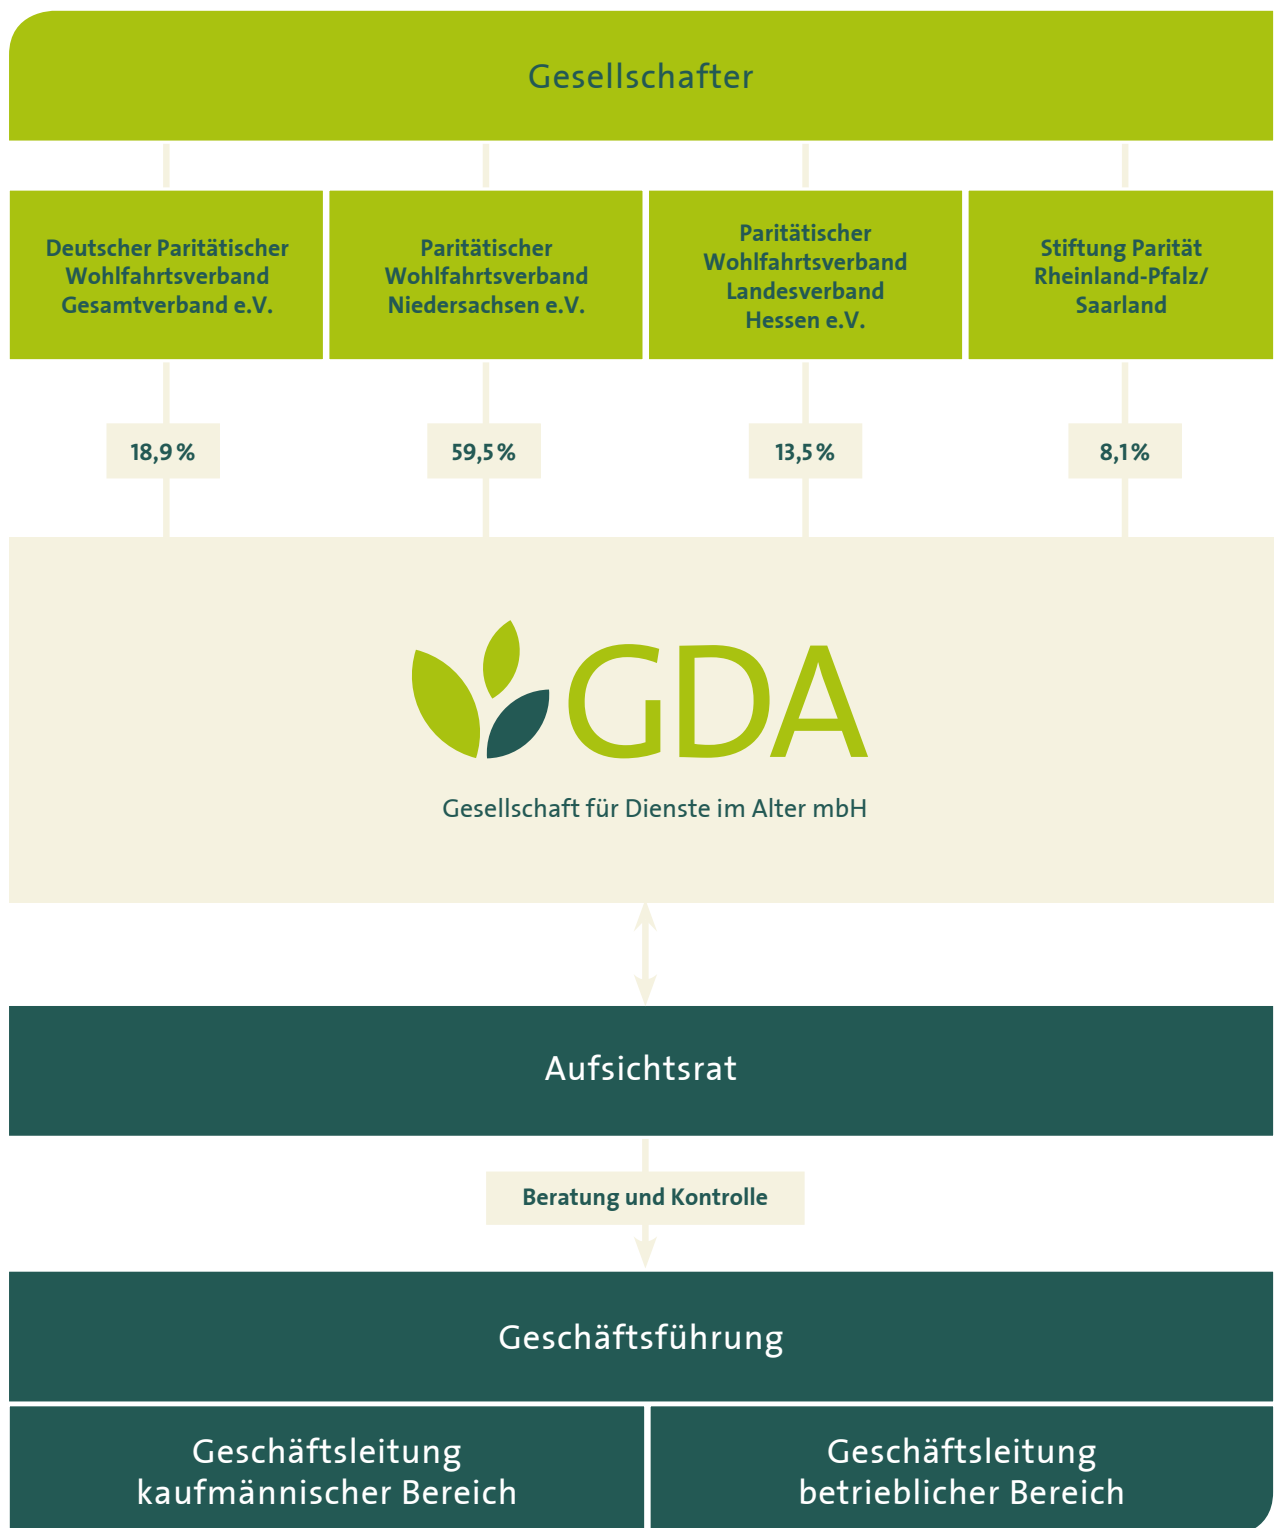 Gesellschafter
Deutscher Paritätischer
Wohlfahrtsverband
Gesamtverband e.V.
Paritätischer
Wohlfahrtsverband
Niedersachsen e.V.
Paritätischer
Wohlfahrtsverband
Landesverband
Hessen e.V.
Stiftung Parität
Rheinland-Pfalz/
Saarland
18,9 %
59,5 %
13,5 %
8,1 %
GDA
Gesellschaft für Dienste im Alter mbH
Aufsichtsrat
Beratung und Kontrolle
Geschäftsführung
Geschäftsleitung
kaufmännischer Bereich
Geschäftsleitung
betrieblicher Bereich